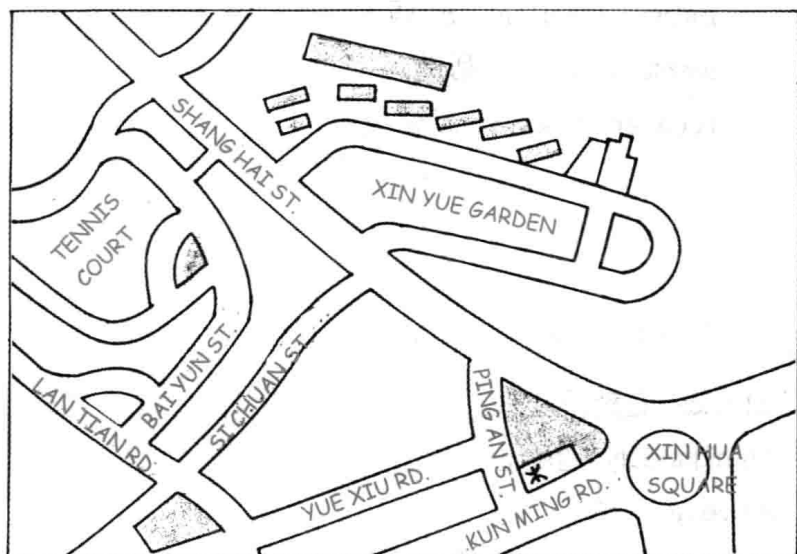 SHANG HAI ST.
XIN YUE GARDEN
TENNIS
COURT
BAI YUN ST.
SI CHUAN ST.
LAN TIAN RD.
PING AN ST.
YUE XIU RD.
KUN MING RD.
XIN HUA
SQUARE